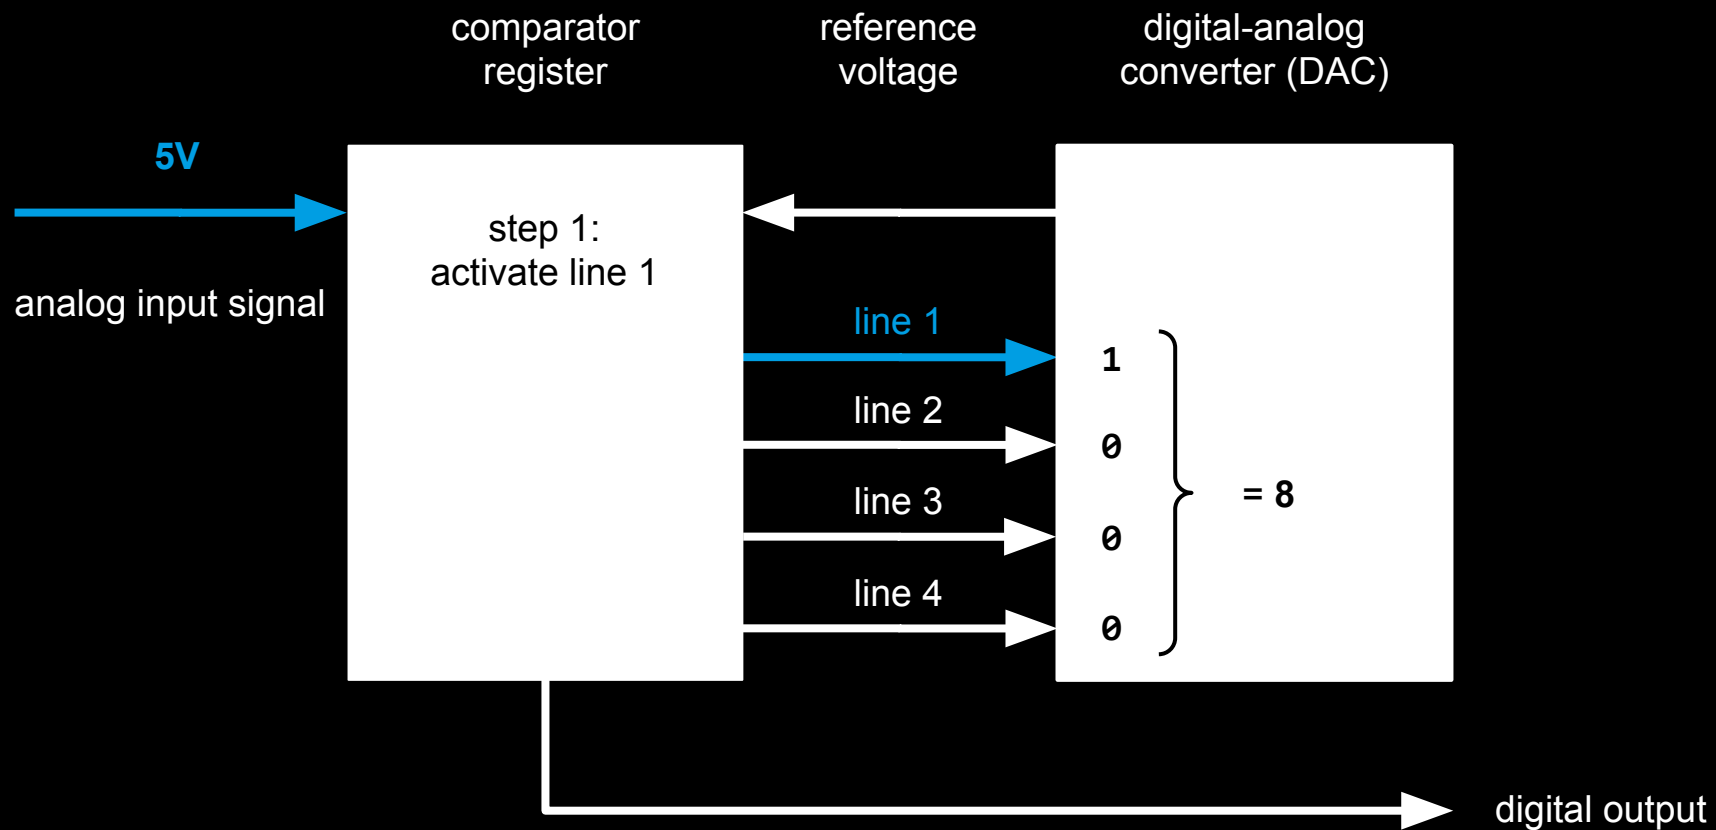 comparator
register
reference
voltage
digital-analog
converter (DAC)
5V
analog input signal
step 1:
activate line 1
line 1
line 2
line 3
line 4
1
0
0
0
= 8
digital output